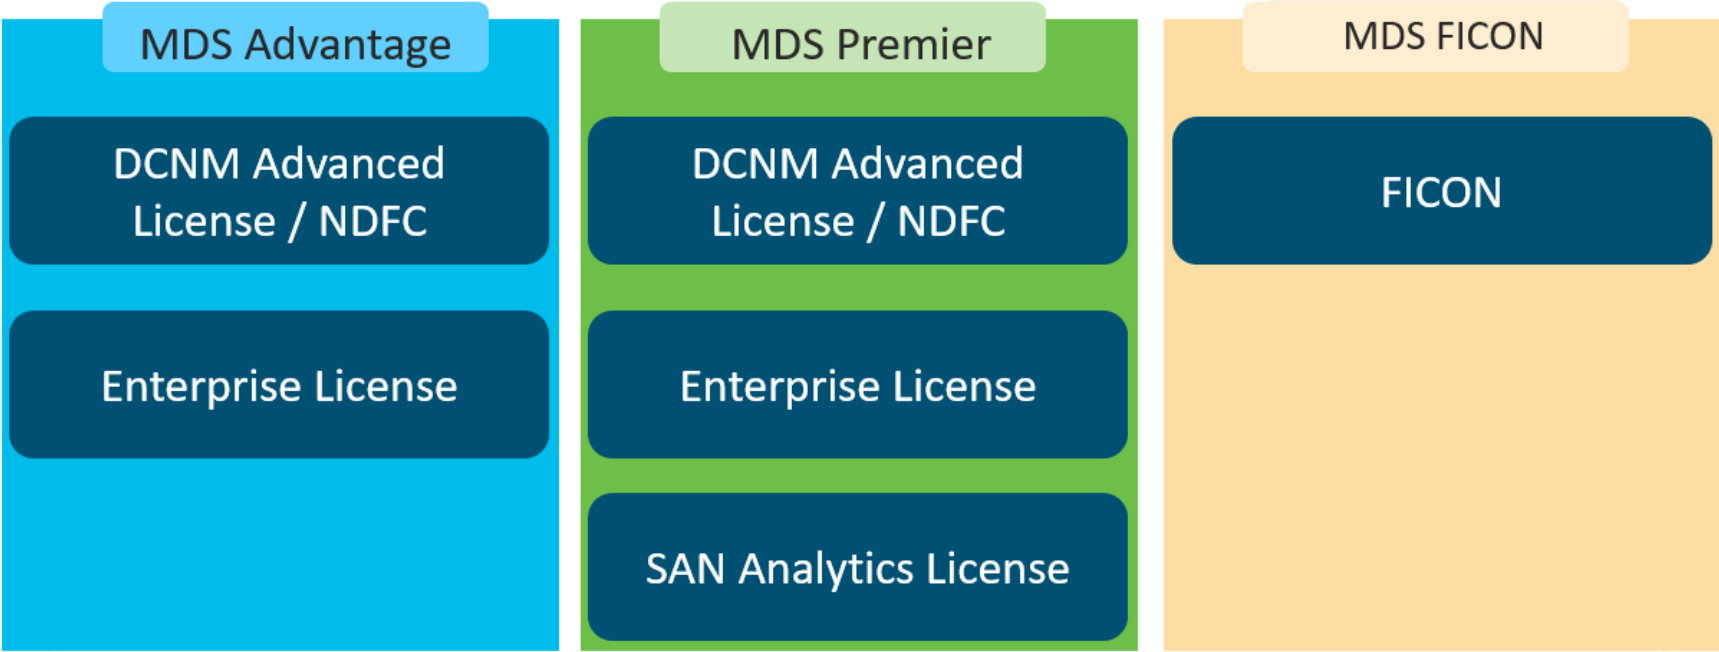 MDS Advantage
DCNM Advanced
License / NDFC
Enterprise License
MDS Premier
DCNM Advanced
License / NDFC
Enterprise License
SAN Analytics License
MDS FICON
FICON